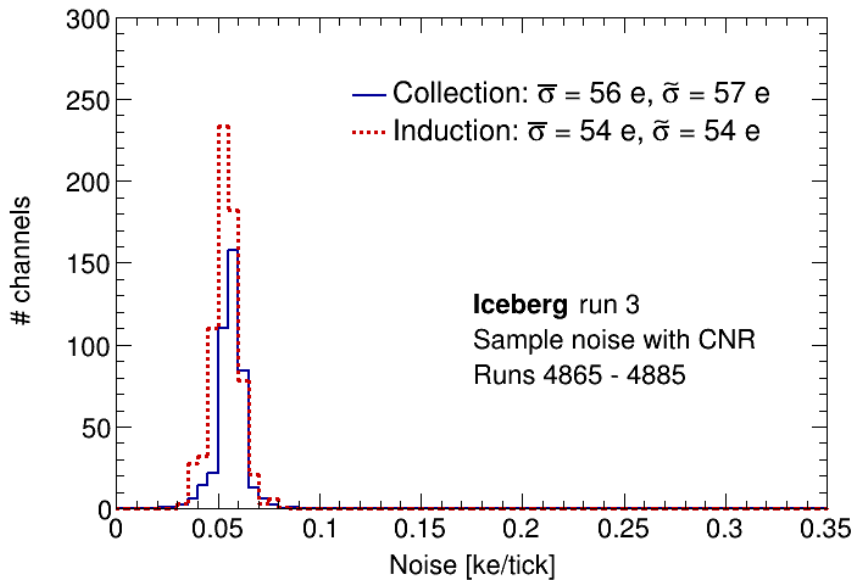 300
250
200
150
100
50
0
# channels
Collection: σ̅ = 56 e, σ̃ = 57 e
Induction: σ̅ = 54 e, σ̃ = 54 e
Iceberg run 3
Sample noise with CNR
Runs 4865 - 4885
0 0.05 0.1 0.15 0.2 0.25 0.3 0.35
Noise [ke/tick]